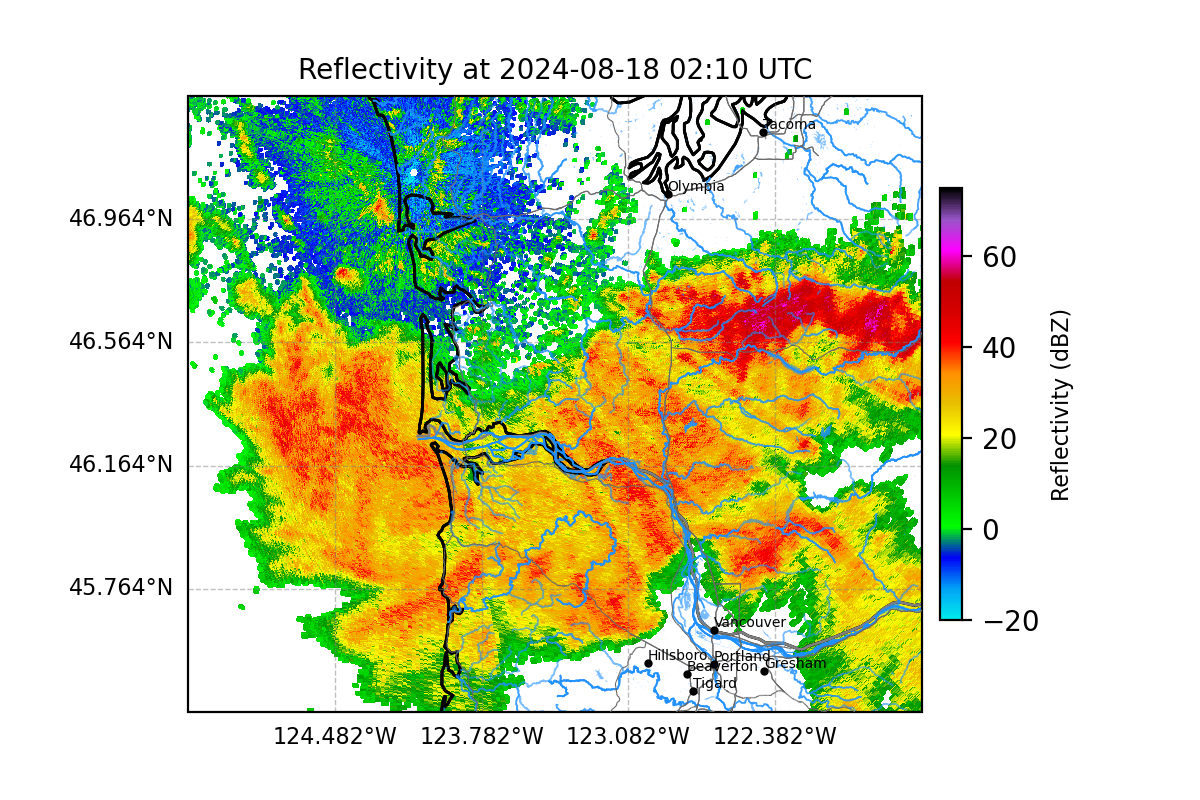 Reflectivity at 2024-08-18 02:10 UTC
Tacoma
Olympia
46.964°N
46.564°N
46.164°N
45.764°N
Vancouver
Hillsboro
Portland
Beaverton
Gresham
Tigard
124.482°W
123.782°W
123.082°W
122.382°W
60
40
20
0
−20
Reflectivity (dBZ)